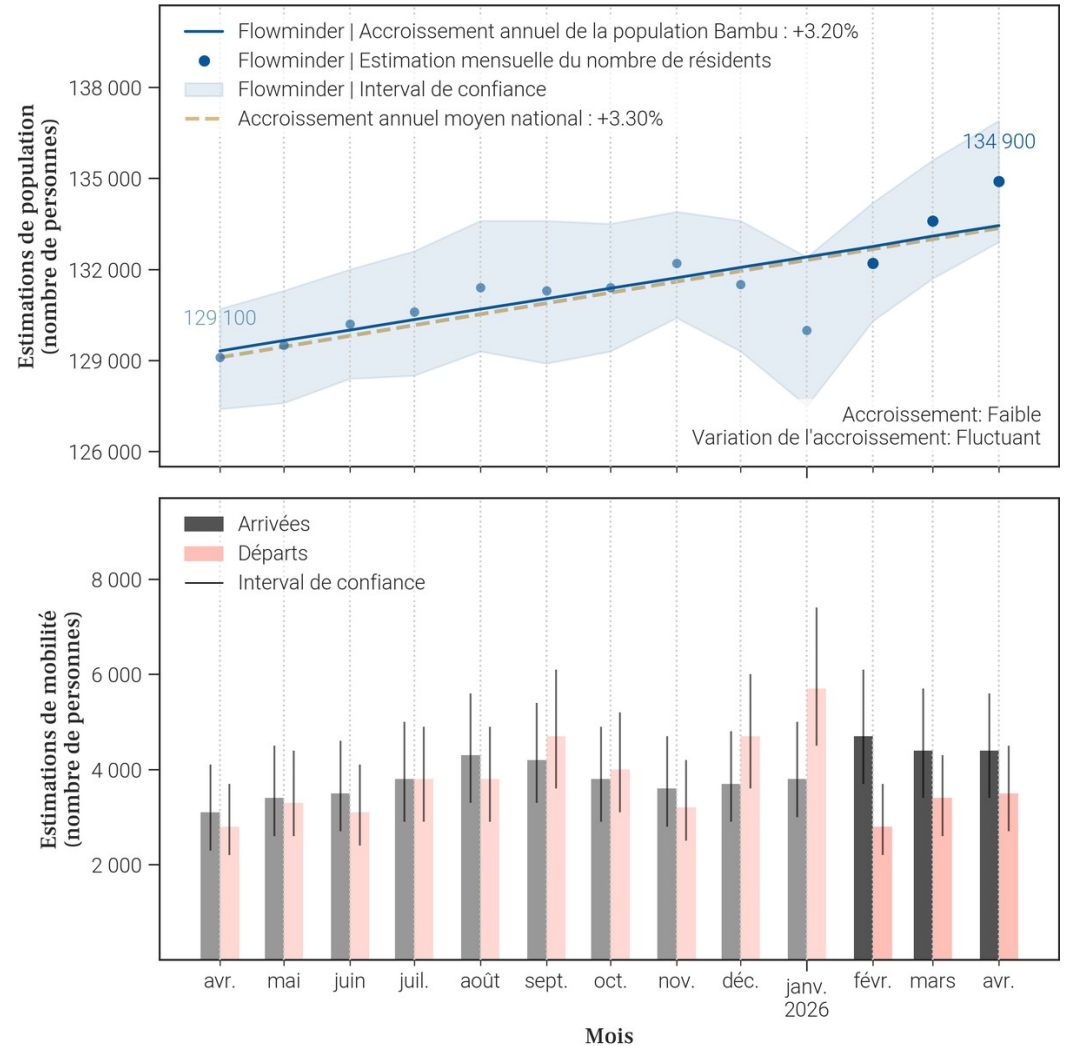 Flowminder | Accroissement annuel de la population Bambu : +3.20%
Flowminder | Estimation mensuelle du nombre de résidents
Flowminder | Interval de confiance
Accroissement annuel moyen national : +3.30%
Estimations de population
(nombre de personnes)
138 000
135 000
132 000
129 000
126 000
129 100
134 900
Accroissement: Faible
Variation de l'accroissement: Fluctuant
Arrivées
Départs
Interval de confiance
Estimations de mobilité
(nombre de personnes)
8 000
6 000
4 000
2 000
avr. mai juin juil. août sept. oct. nov. déc. janv. févr. mars avr.
2026
Mois